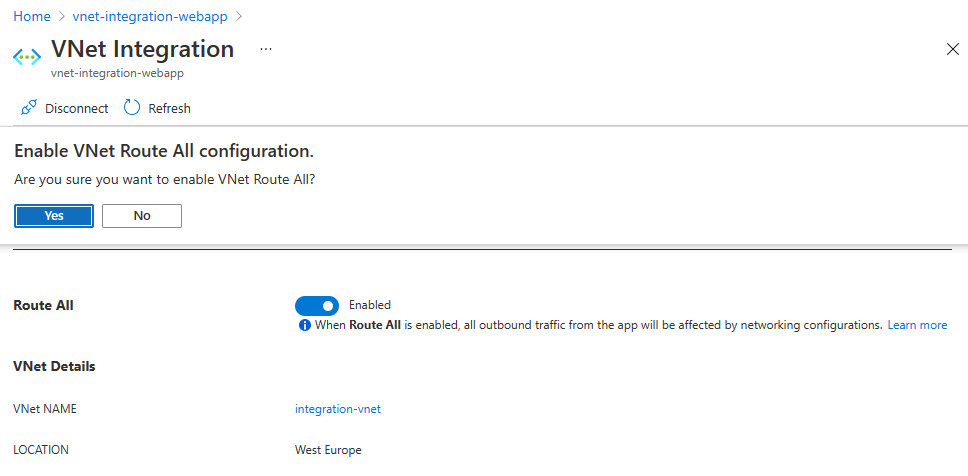 Home > vnet-integration-webapp >
VNet Integration ...
vnet-integration-webapp
Disconnect Refresh
Enable VNet Route All configuration.
Are you sure you want to enable VNet Route All?
Yes No
Route All Enabled
When Route All is enabled, all outbound traffic from the app will be affected by networking configurations. Learn more
VNet Details
VNet NAME integration-vnet
LOCATION West Europe